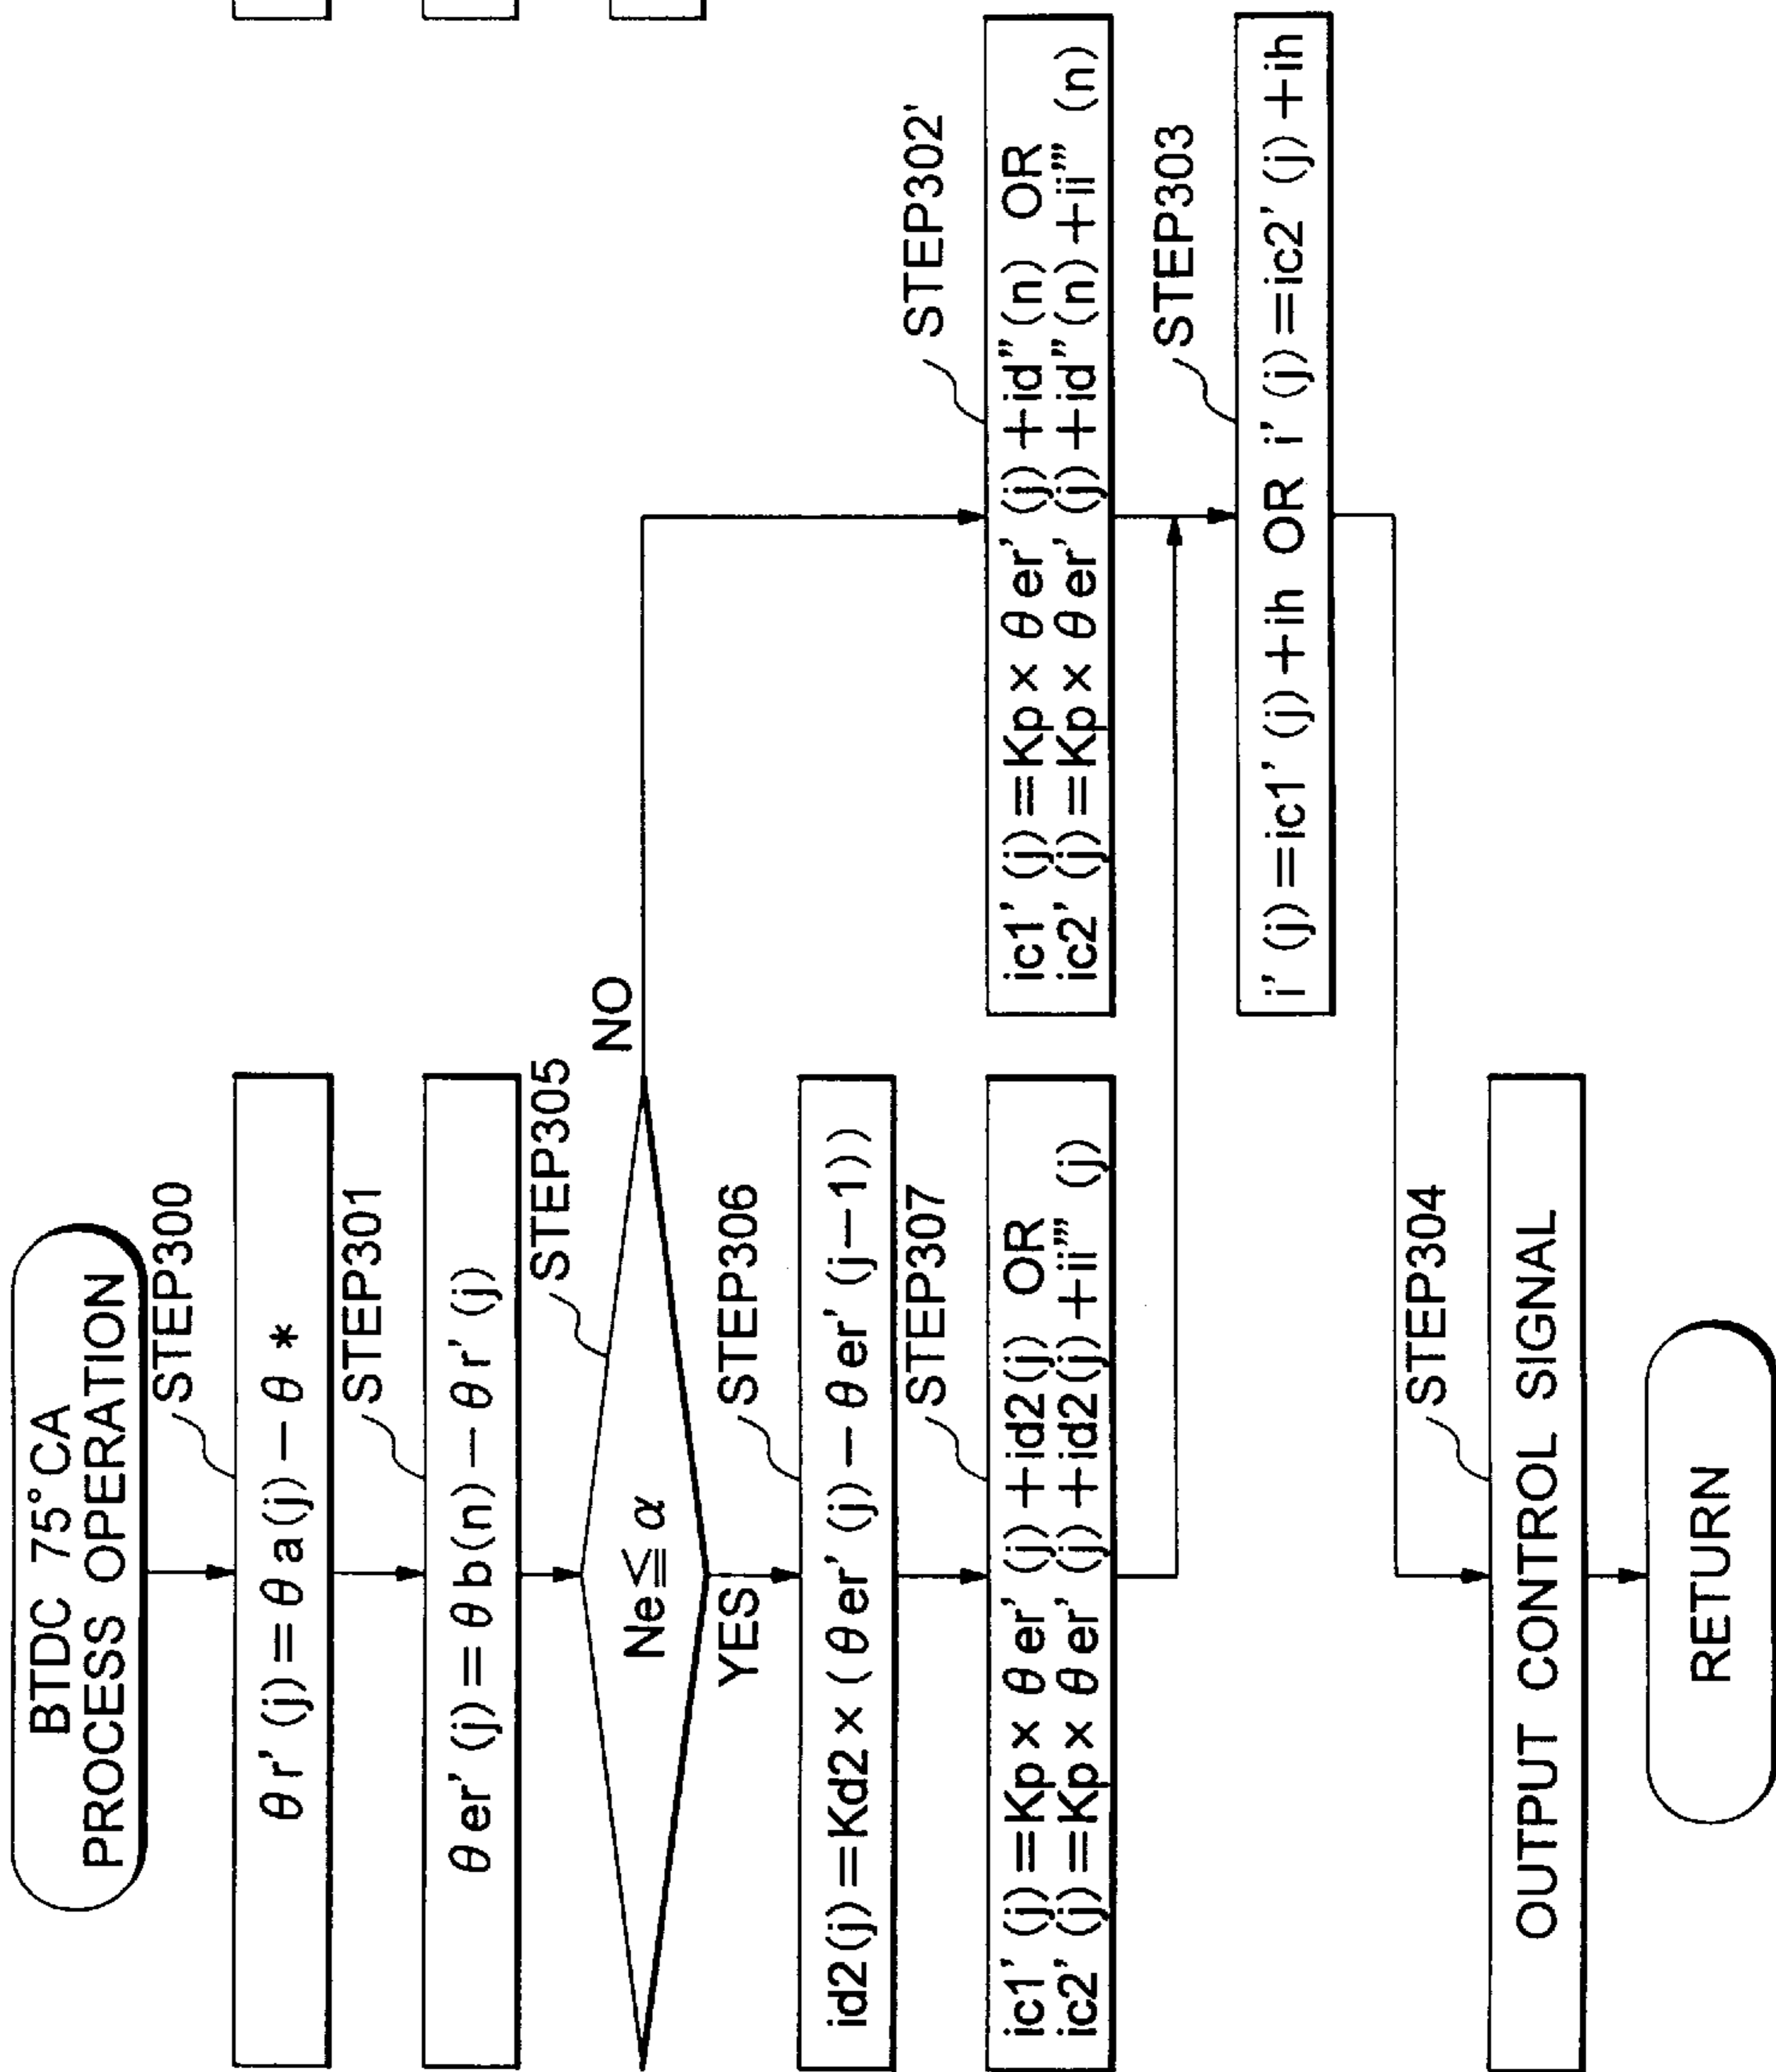 BTDC 75°CA
PROCESS OPERATION
STEP300
θr'(j)=θa(j)-θ*
STEP301
θer'(j)=θb(n)-θr'(j)
STEP305
Ne≦α
NO
YES
STEP306
id2(j)=Kd2×(θer'(j)-θer'(j-1))
STEP307
ic1'(j)=Kp×θer'(j)+id2(j) OR
ic2'(j)=Kp×θer'(j)+id2(j)+ii'''(j)
STEP302'
ic1'(j)=Kp×θer'(j)+id''(n) OR
ic2'(j)=Kp×θer'(j)+id''(n)+ii'''(n)
STEP303
i'(j)=ic1'(j)+ih OR i'(j)=ic2'(j)+ih
STEP304
OUTPUT CONTROL SIGNAL
RETURN